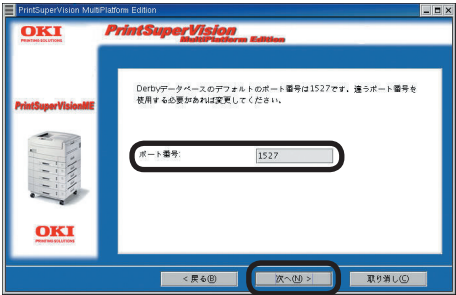 PrintSuperVision MultiPlatform Edition
OKI
PRINTING SOLUTIONS
PrintSuperVision
MultiPlatform Edition
Derbyデータベースのデフォルトのポート番号は1527です。違うポート番号を
使用する必要があれば変更してください。
PrintSuperVisionME
ポート番号:
1527
OKI
PRINTING SOLUTIONS
< 戻る(B)
次へ(N) >
取り消し(C)